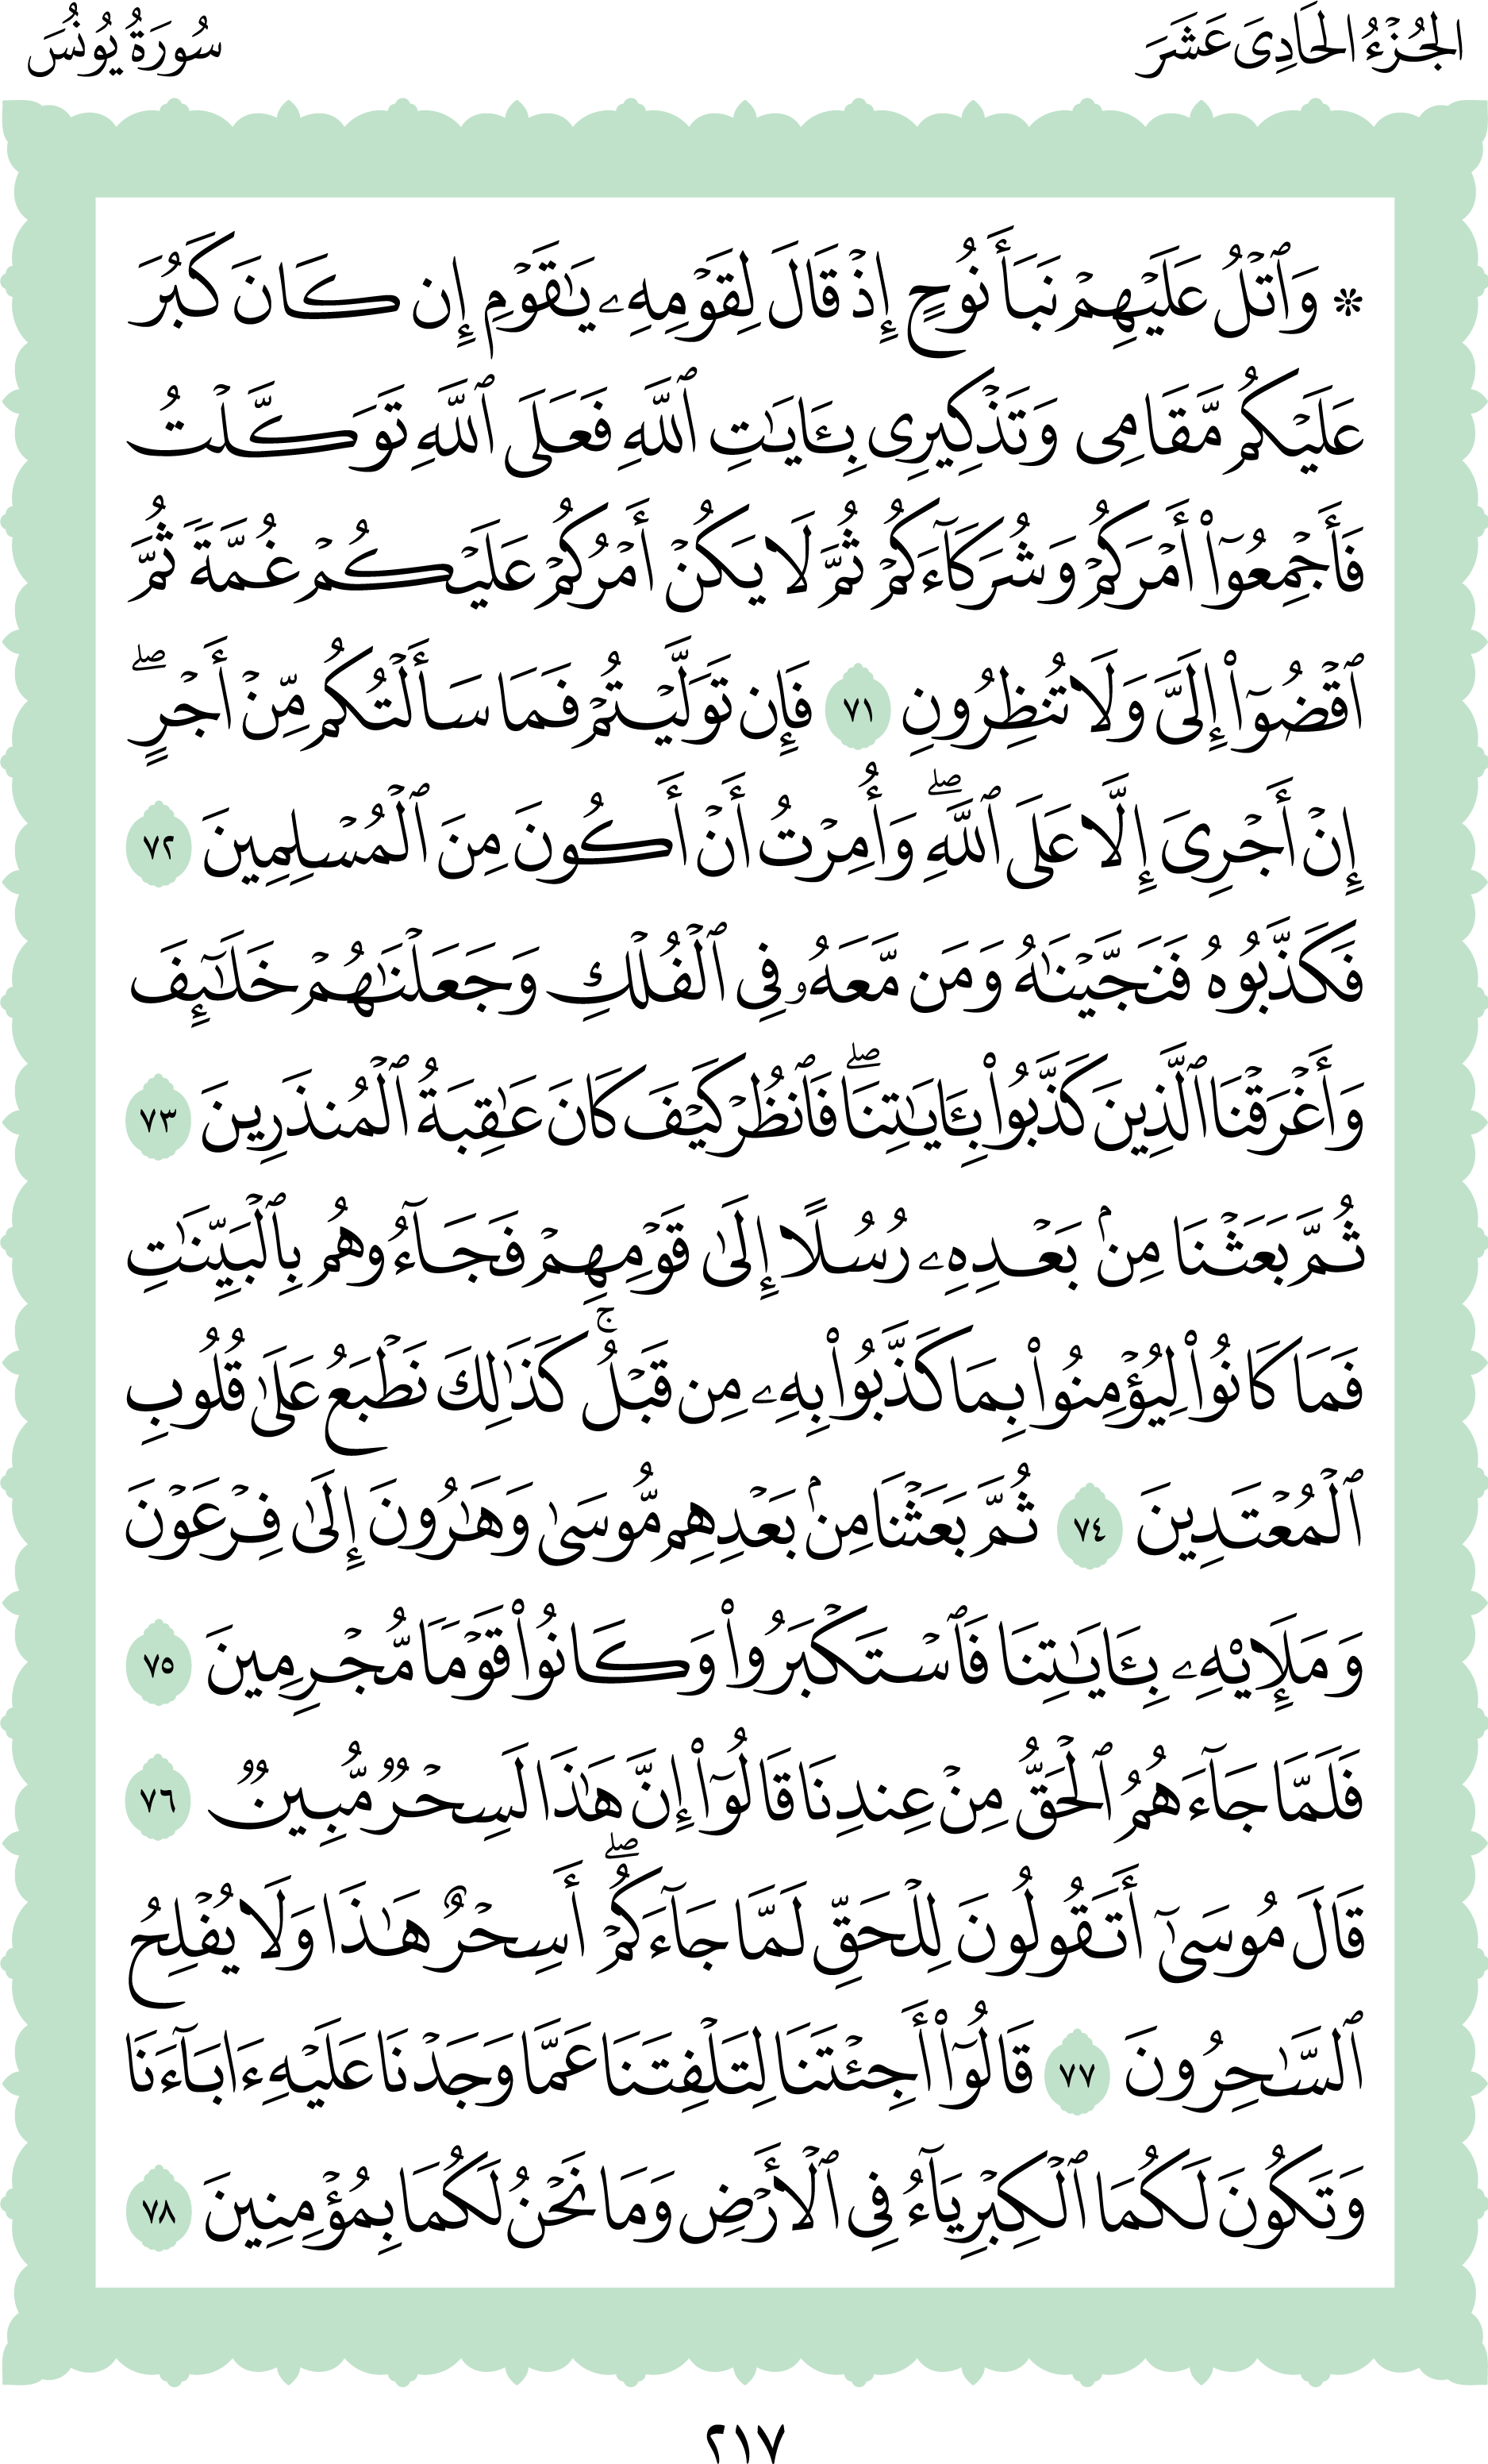 الجُزْءُ الحَادِىَ عَشَرَ
سُورَةُ يُونُسَ
۞ وَٱتۡلُ عَلَيۡهِمۡ نَبَأَ نُوحٍ إِذۡ قَالَ لِقَوۡمِهِۦ يَٰقَوۡمِ إِن كَانَ كَبُرَ
عَلَيۡكُم مَّقَامِي وَتَذۡكِيرِي بِـَٔايَٰتِ ٱللَّهِ فَعَلَى ٱللَّهِ تَوَكَّلۡتُ
فَأَجۡمِعُوٓاْ أَمۡرَكُمۡ وَشُرَكَآءَكُمۡ ثُمَّ لَا يَكُنۡ أَمۡرُكُمۡ عَلَيۡكُمۡ غُمَّةٗ ثُمَّ
ٱقۡضُوٓاْ إِلَيَّ وَلَا تُنظِرُونِ ٧١ فَإِن تَوَلَّيۡتُمۡ فَمَا سَأَلۡتُكُم مِّنۡ أَجۡرٍۖ
إِنۡ أَجۡرِيَ إِلَّا عَلَى ٱللَّهِۖ وَأُمِرۡتُ أَنۡ أَكُونَ مِنَ ٱلۡمُسۡلِمِينَ ٧٢
فَكَذَّبُوهُ فَنَجَّيۡنَٰهُ وَمَن مَّعَهُۥ فِي ٱلۡفُلۡكِ وَجَعَلۡنَٰهُمۡ خَلَٰٓئِفَ
وَأَغۡرَقۡنَا ٱلَّذِينَ كَذَّبُواْ بِـَٔايَٰتِنَاۖ فَٱنظُرۡ كَيۡفَ كَانَ عَٰقِبَةُ ٱلۡمُنذَرِينَ ٧٣
ثُمَّ بَعَثۡنَا مِنۢ بَعۡدِهِۦ رُسُلًا إِلَىٰ قَوۡمِهِمۡ فَجَآءُوهُم بِٱلۡبَيِّنَٰتِ
فَمَا كَانُواْ لِيُؤۡمِنُواْ بِمَا كَذَّبُواْ بِهِۦ مِن قَبۡلُۚ كَذَٰلِكَ نَطۡبَعُ عَلَىٰ قُلُوبِ
ٱلۡمُعۡتَدِينَ ٧٤ ثُمَّ بَعَثۡنَا مِنۢ بَعۡدِهِم مُّوسَىٰ وَهَٰرُونَ إِلَىٰ فِرۡعَوۡنَ
وَمَلَإِيْهِۦ بِـَٔايَٰتِنَا فَٱسۡتَكۡبَرُواْ وَكَانُواْ قَوۡمٗا مُّجۡرِمِينَ ٧٥
فَلَمَّا جَآءَهُمُ ٱلۡحَقُّ مِنۡ عِندِنَا قَالُوٓاْ إِنَّ هَٰذَا لَسِحۡرٞ مُّبِينٞ ٧٦
قَالَ مُوسَىٰٓ أَتَقُولُونَ لِلۡحَقِّ لَمَّا جَآءَكُمۡۖ أَسِحۡرٌ هَٰذَا وَلَا يُفۡلِحُ
ٱلسَّٰحِرُونَ ٧٧ قَالُوٓاْ أَجِئۡتَنَا لِتَلۡفِتَنَا عَمَّا وَجَدۡنَا عَلَيۡهِ ءَابَآءَنَا
وَتَكُونَ لَكُمَا ٱلۡكِبۡرِيَآءُ فِي ٱلۡأَرۡضِ وَمَا نَحۡنُ لَكُمَا بِمُؤۡمِنِينَ ٧٨
٢١٧